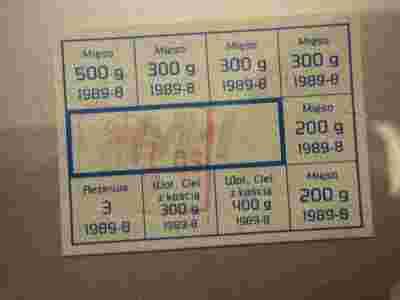 Mięso Mięso Mięso Mięso
500 g 300 g 300 g 300 g
1989-8 1989-8 1989-8 1989-8
Mięso
200 g
1989-8
Rezerwa Woł. Ciel. Woł. Ciel. Mięso
3 z kością z kością 200 g
1989-8 300 g 400 g 1989-8
1989-8 1989-8